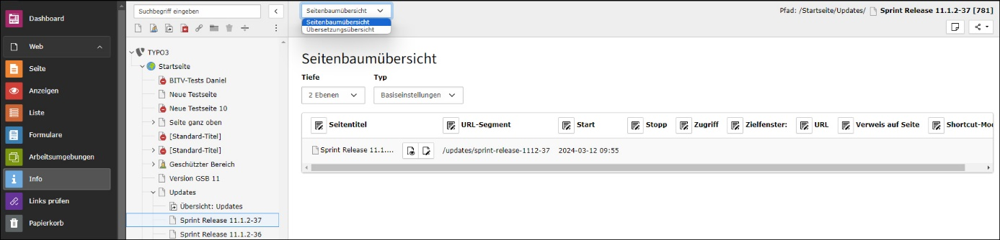 Dashboard
Web
Seite
Anzeigen
Liste
Formulare
Arbeitsumgebungen
Info
Links prüfen
Papierkorb
Suchbegriff eingeben
TYPO3
Startseite
BITV-Tests Daniel
Neue Testseite
Neue Testseite 10
Seite ganz oben
[Standard-Titel]
[Standard-Titel]
Geschützter Bereich
Version GSB 11
Updates
Übersicht: Updates
Sprint Release 11.1.2-37
Sprint Release 11.1.2-36
Seitenbaumübersicht
Seitenbaumübersicht
Übersetzungsübersicht
Pfad: /Startseite/Updates/ Sprint Release 11.1.2-37 [781]
Seitenbaumübersicht
Tiefe Typ
2 Ebenen Basiseinstellungen
Seitentitel URL-Segment Start Stopp Zugriff Zielfenster: URL Verweis auf Seite Shortcut-Mod
Sprint Release 11.1.... /updates/sprint-release-1112-37 2024-03-12 09:55